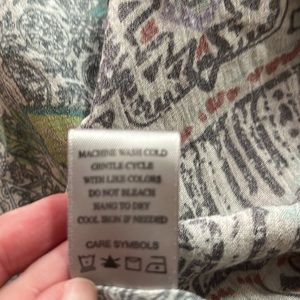 MACHINE WASH COLD
GENTLE CYCLE
WITH LIKE COLORS
DO NOT BLEACH
HANG TO DRY
COOL IRON IF NEEDED
CARE SYMBOLS